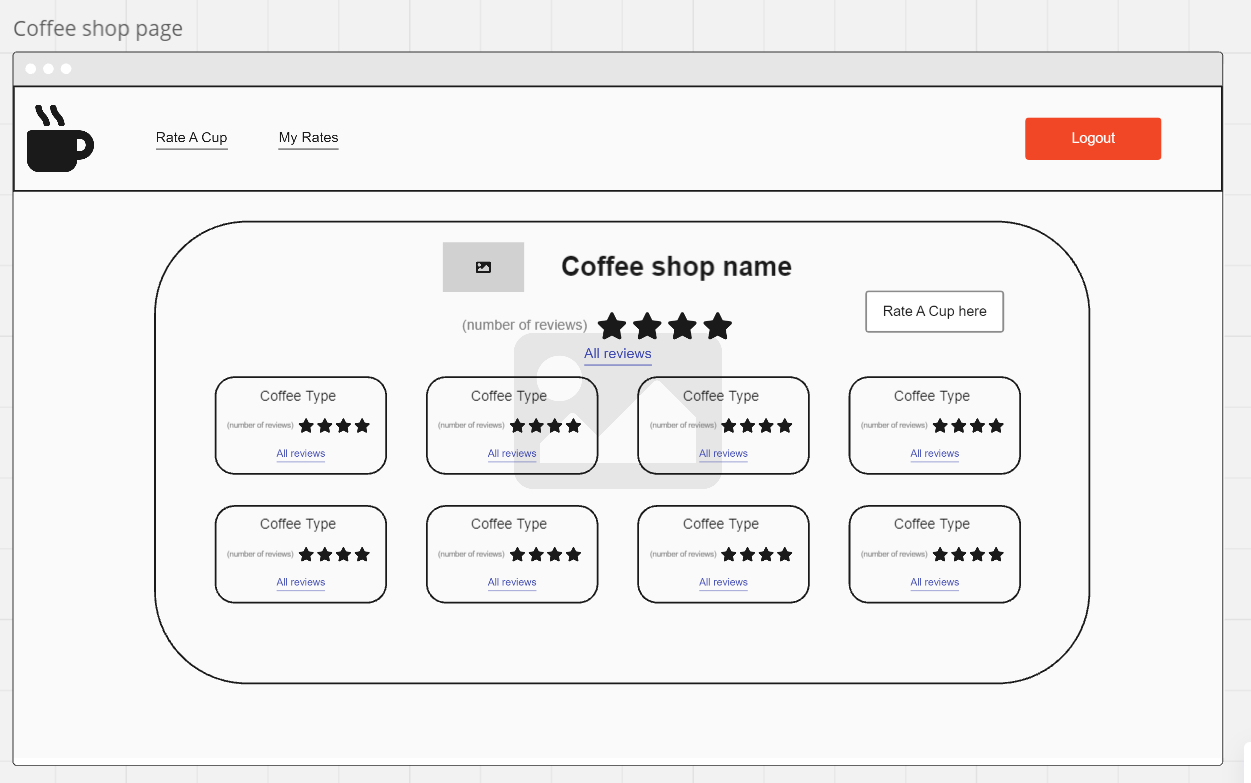 Coffee shop page
Rate A Cup My Rates Logout
Coffee shop name
Rate A Cup here
(number of reviews)
All reviews
Coffee Type Coffee Type Coffee Type Coffee Type
(number of reviews) (number of reviews) (number of reviews) (number of reviews)
All reviews All reviews All reviews All reviews
Coffee Type Coffee Type Coffee Type Coffee Type
(number of reviews) (number of reviews) (number of reviews) (number of reviews)
All reviews All reviews All reviews All reviews